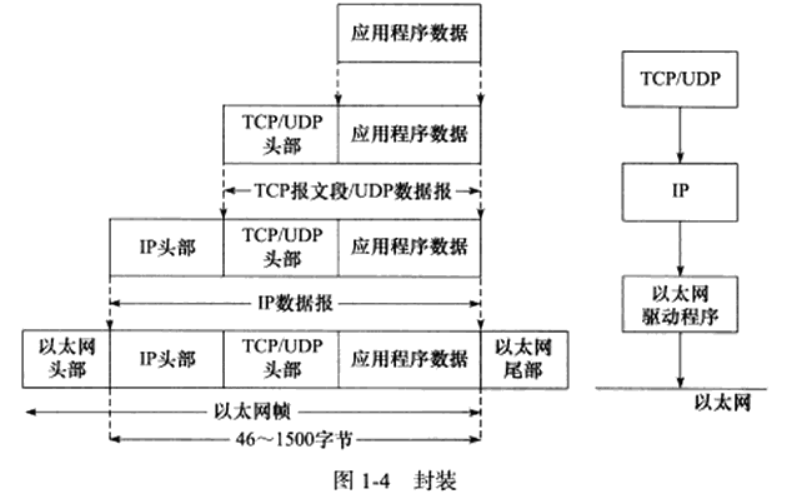 应用程序数据
TCP/UDP
头部
应用程序数据
TCP报文段/UDP数据报
IP头部
TCP/UDP
头部
应用程序数据
IP数据报
以太网
头部
IP头部
TCP/UDP
头部
应用程序数据
以太网
尾部
以太网帧
46～1500字节
TCP/UDP
IP
以太网
驱动程序
以太网
图 1-4 封装